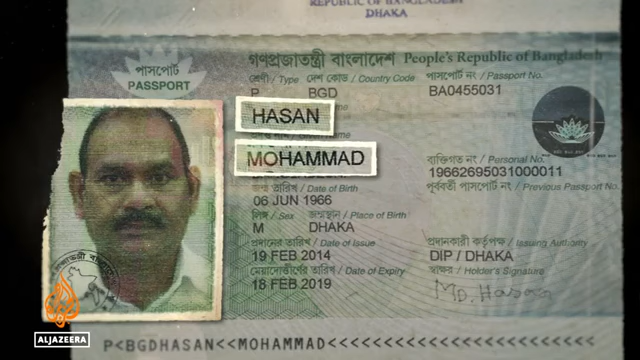 REPUBLIC OF BANGLADESH
DHAKA
গণপ্রজাতন্ত্রী বাংলাদেশ People's Republic of Bangladesh
পাসপোর্ট
PASSPORT
শ্রেণী / Type দেশ কোড / Country Code পাসপোর্ট নং / Passport No.
P BGD BA0455031
HASAN
MOHAMMAD
ব্যক্তিগত নং / Personal No.
19662695031000011
জন্ম তারিখ / Date of Birth পূর্ববর্তী পাসপোর্ট নং / Previous Passport No.
06 JUN 1966
লিঙ্গ / Sex জন্মস্থান / Place of Birth
M DHAKA
প্রদানের তারিখ / Date of Issue প্রদানকারী কর্তৃপক্ষ / Issuing Authority
19 FEB 2014 DIP / DHAKA
মেয়াদোত্তীর্ণের তারিখ / Date of Expiry স্বাক্ষর / Holder's Signature
18 FEB 2019 MD. Hasan
ALJAZEERA
P<BGDHASAN<<MOHAMMAD<<<<<<<<<<<<<<<<<<<<<<<<